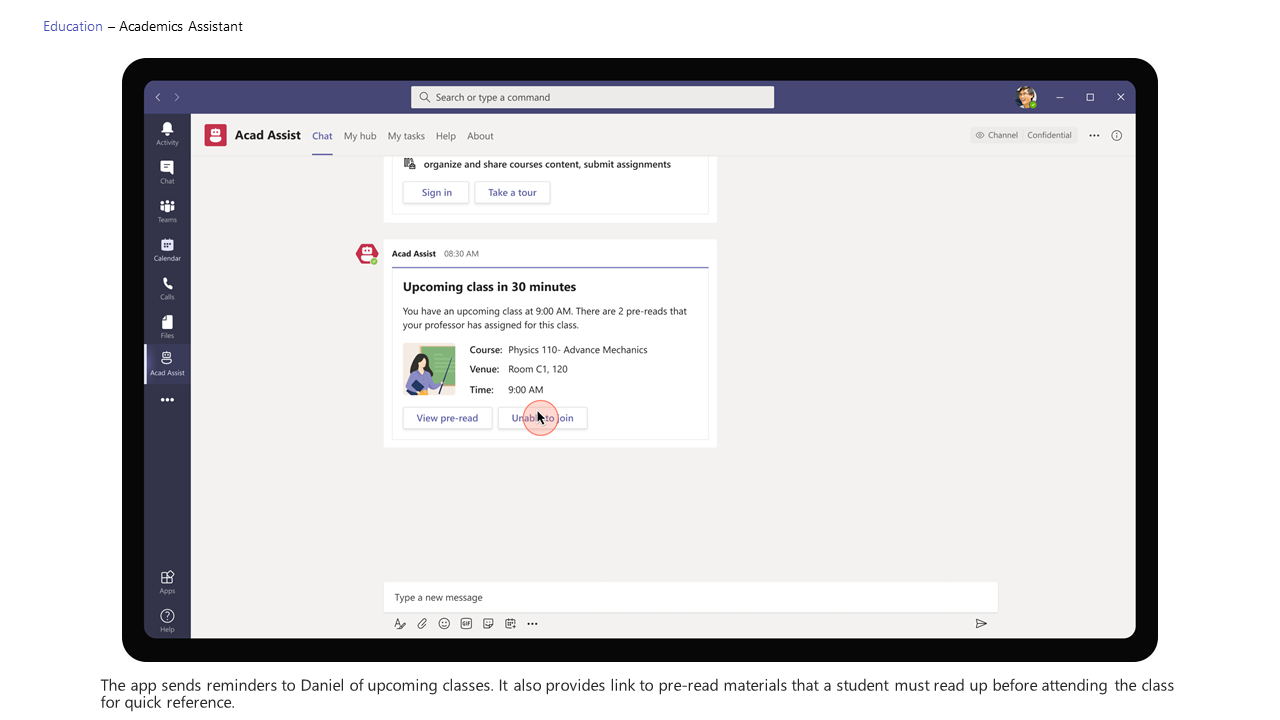 Education – Academics Assistant
Search or type a command
Acad Assist Chat My hub My tasks Help About
Channel Confidential
Activity
Chat
Teams
Calendar
Calls
Files
Acad Assist
Apps
Help
organize and share courses content, submit assignments
Sign in Take a tour
Acad Assist 08:30 AM
Upcoming class in 30 minutes
You have an upcoming class at 9:00 AM. There are 2 pre-reads that
your professor has assigned for this class.
Course: Physics 110- Advance Mechanics
Venue: Room C1, 120
Time: 9:00 AM
View pre-read Unable to join
Type a new message
GIF
The app sends reminders to Daniel of upcoming classes. It also provides link to pre-read materials that a student must read up before attending the class
for quick reference.